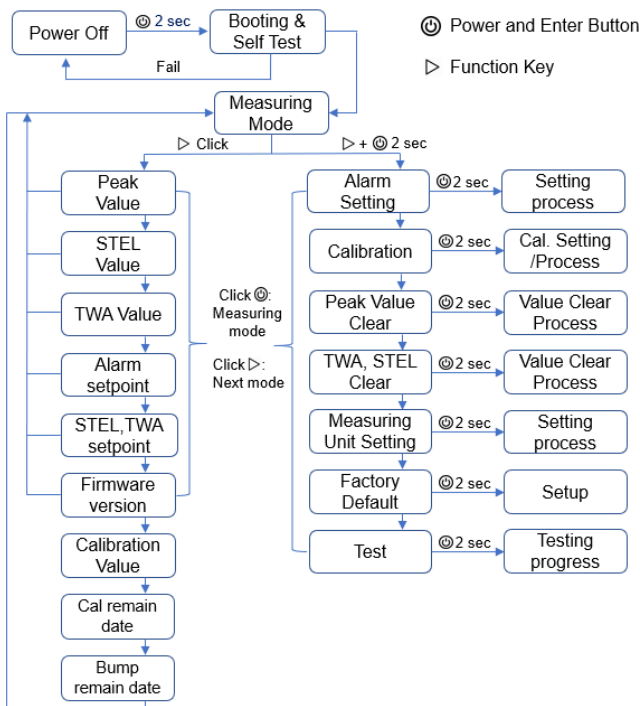 Power Off
⏻ 2 sec
Booting &
Self Test
Fail
⏻ Power and Enter Button
▷ Function Key
Measuring
Mode
▷ Click
▷ + ⏻ 2 sec
Peak
Value
STEL
Value
TWA Value
Alarm
setpoint
STEL,TWA
setpoint
Firmware
version
Calibration
Value
Cal remain
date
Bump
remain date
Click ⏻:
Measuring
mode
Click ▷:
Next mode
Alarm
Setting
⏻2 sec
Setting
process
Calibration
⏻2 sec
Cal. Setting
/Process
Peak Value
Clear
⏻2 sec
Value Clear
Process
TWA, STEL
Clear
⏻2 sec
Value Clear
Process
Measuring
Unit Setting
⏻2 sec
Setting
process
Factory
Default
⏻2 sec
Setup
Test
⏻2 sec
Testing
progress